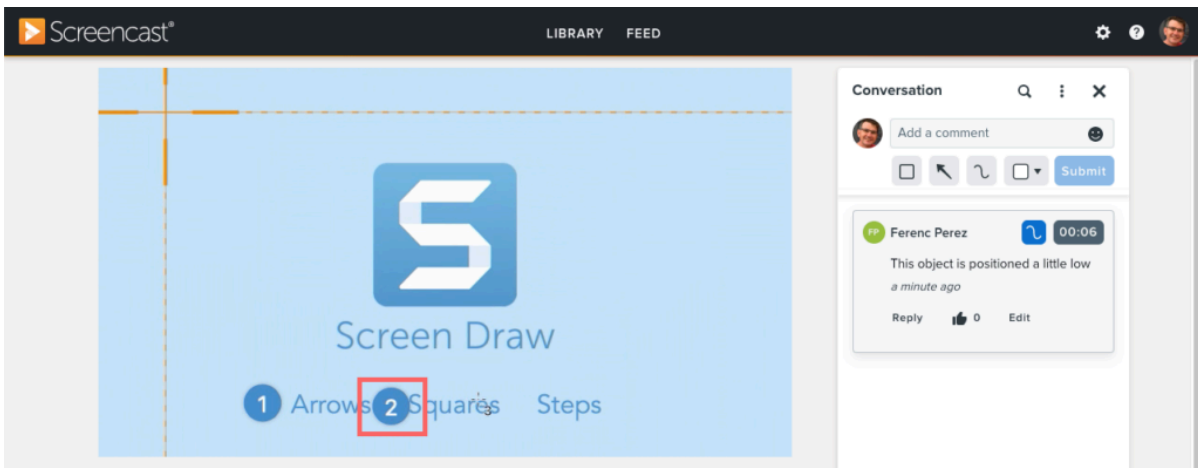 Screencast®
LIBRARY FEED
Conversation
Add a comment
Submit
S
Screen Draw
1 Arrows 2 Squares Steps
3
FP Ferenc Perez 00:06
This object is positioned a little low
a minute ago
Reply 0 Edit